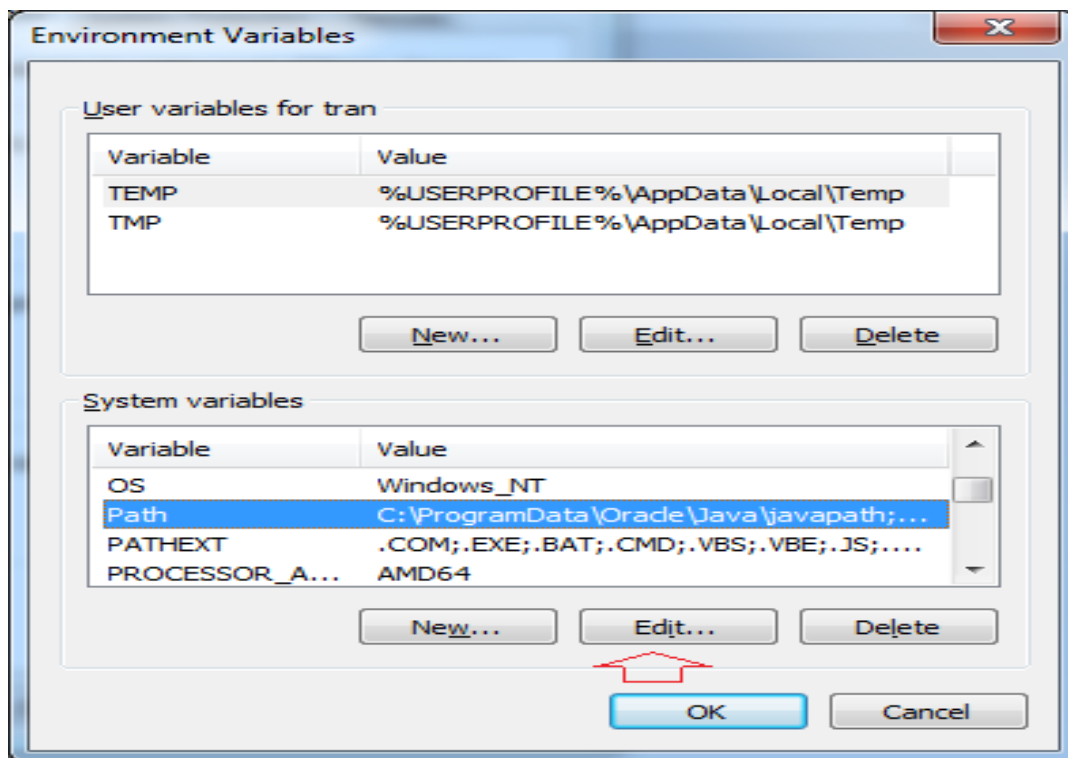 Environment Variables
User variables for tran
Variable Value
TEMP %USERPROFILE%\AppData\Local\Temp
TMP %USERPROFILE%\AppData\Local\Temp
New... Edit... Delete
System variables
Variable Value
OS Windows_NT
Path C:\ProgramData\Oracle\Java\javapath;...
PATHEXT .COM;.EXE;.BAT;.CMD;.VBS;.VBE;.JS;....
PROCESSOR_A... AMD64
New... Edit... Delete
OK Cancel